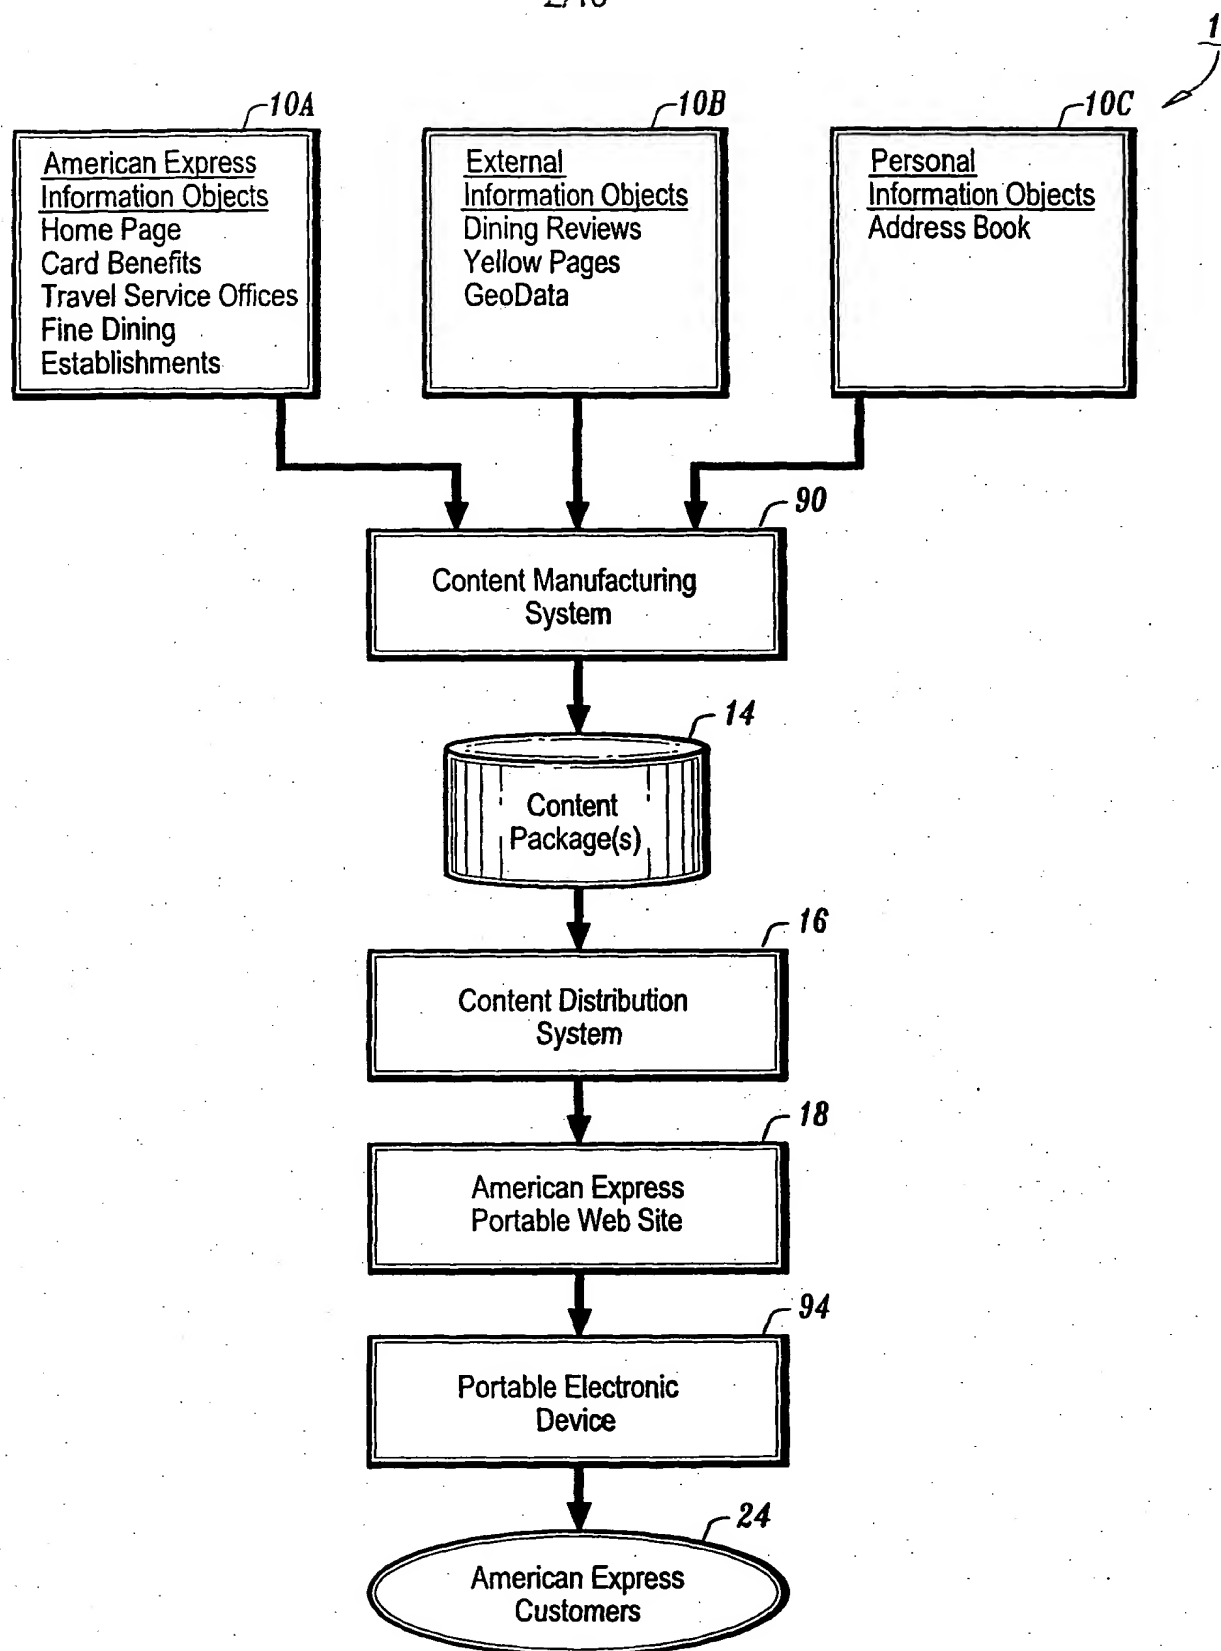 1
10A
10B
10C
American Express
Information Objects
Home Page
Card Benefits
Travel Service Offices
Fine Dining
Establishments
External
Information Objects
Dining Reviews
Yellow Pages
GeoData
Personal
Information Objects
Address Book
90
Content Manufacturing
System
14
Content
Package(s)
16
Content Distribution
System
18
American Express
Portable Web Site
94
Portable Electronic
Device
24
American Express
Customers